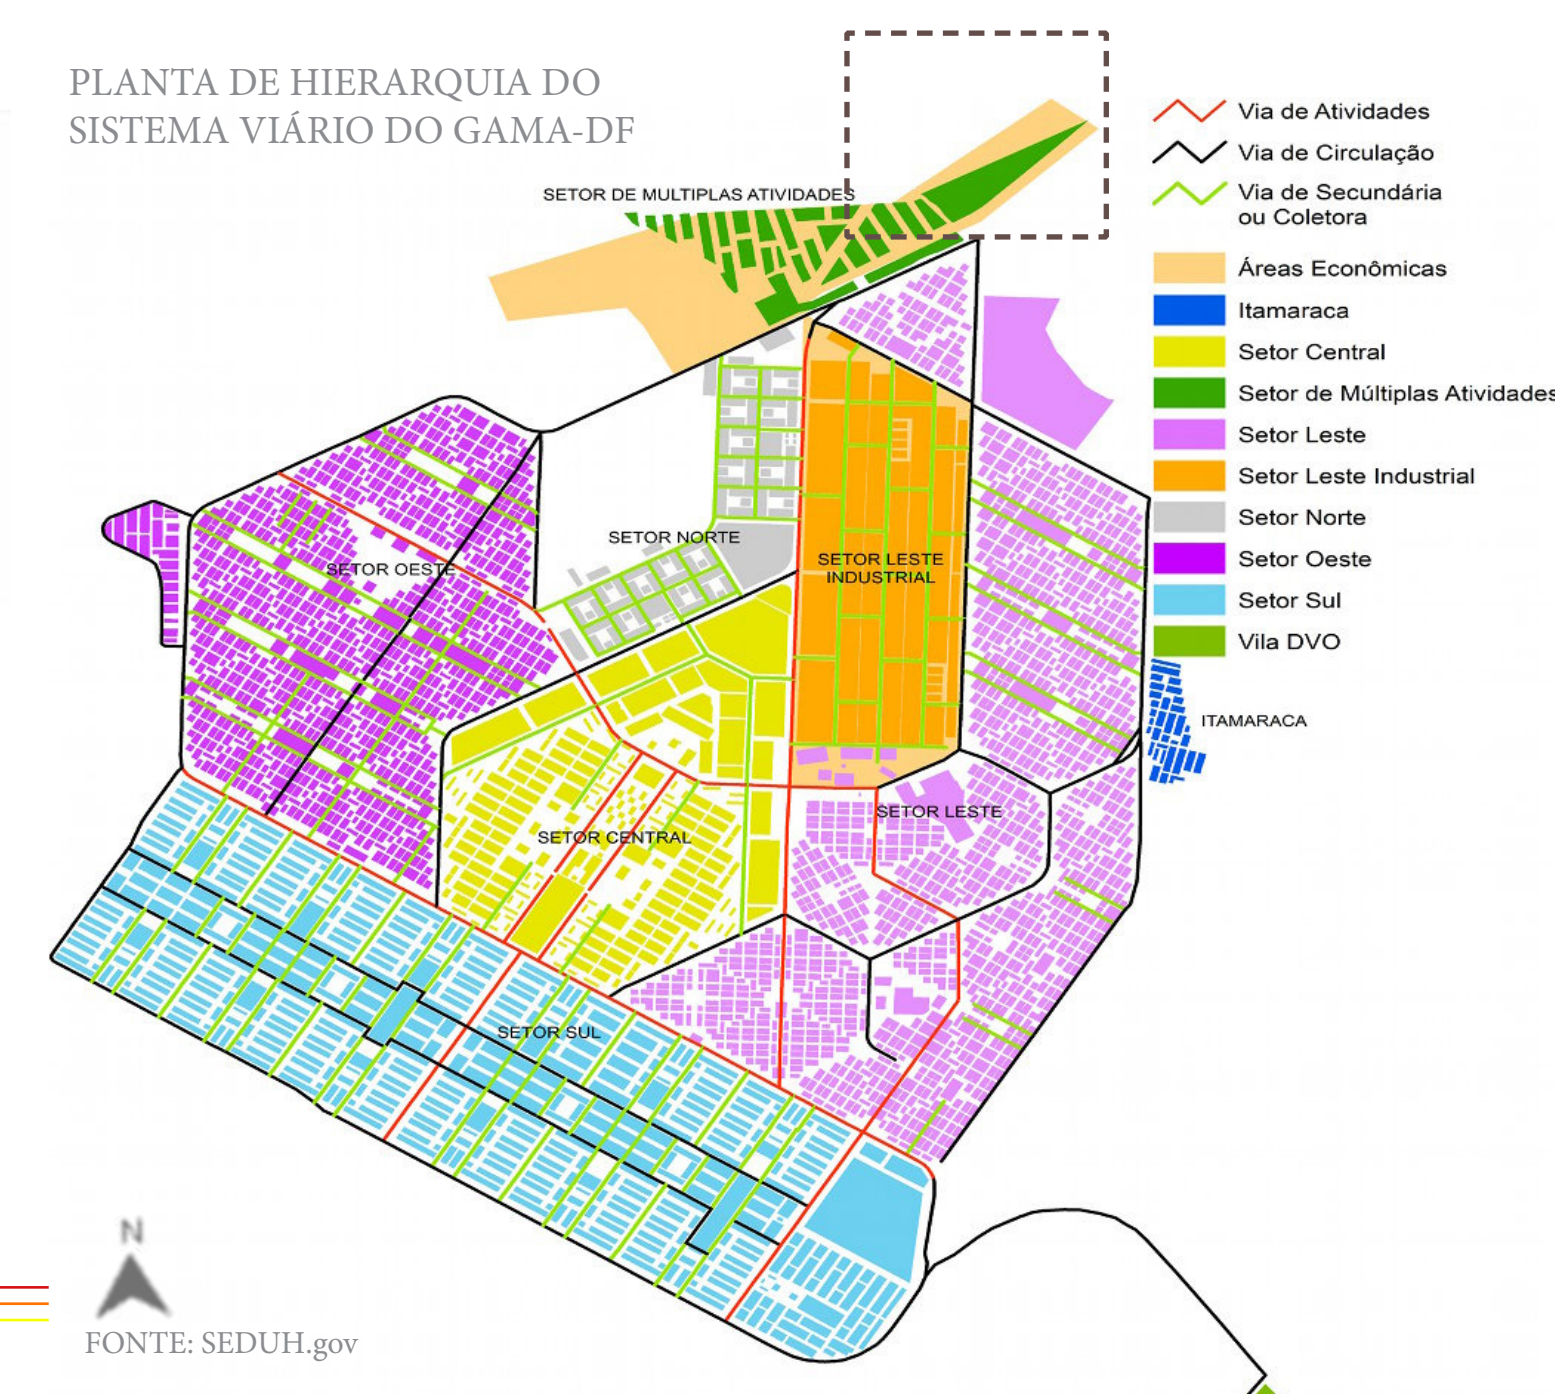 PLANTA DE HIERARQUIA DO
SISTEMA VIÁRIO DO GAMA-DF
Via de Atividades
Via de Circulação
Via de Secundária
ou Coletora
Áreas Econômicas
Itamaraca
Setor Central
Setor de Múltiplas Atividades
Setor Leste
Setor Leste Industrial
Setor Norte
Setor Oeste
Setor Sul
Vila DVO
SETOR DE MULTIPLAS ATIVIDADES
SETOR NORTE
SETOR LESTE
INDUSTRIAL
SETOR OESTE
ITAMARACA
SETOR LESTE
SETOR CENTRAL
SETOR SUL
N
FONTE: SEDUH.gov